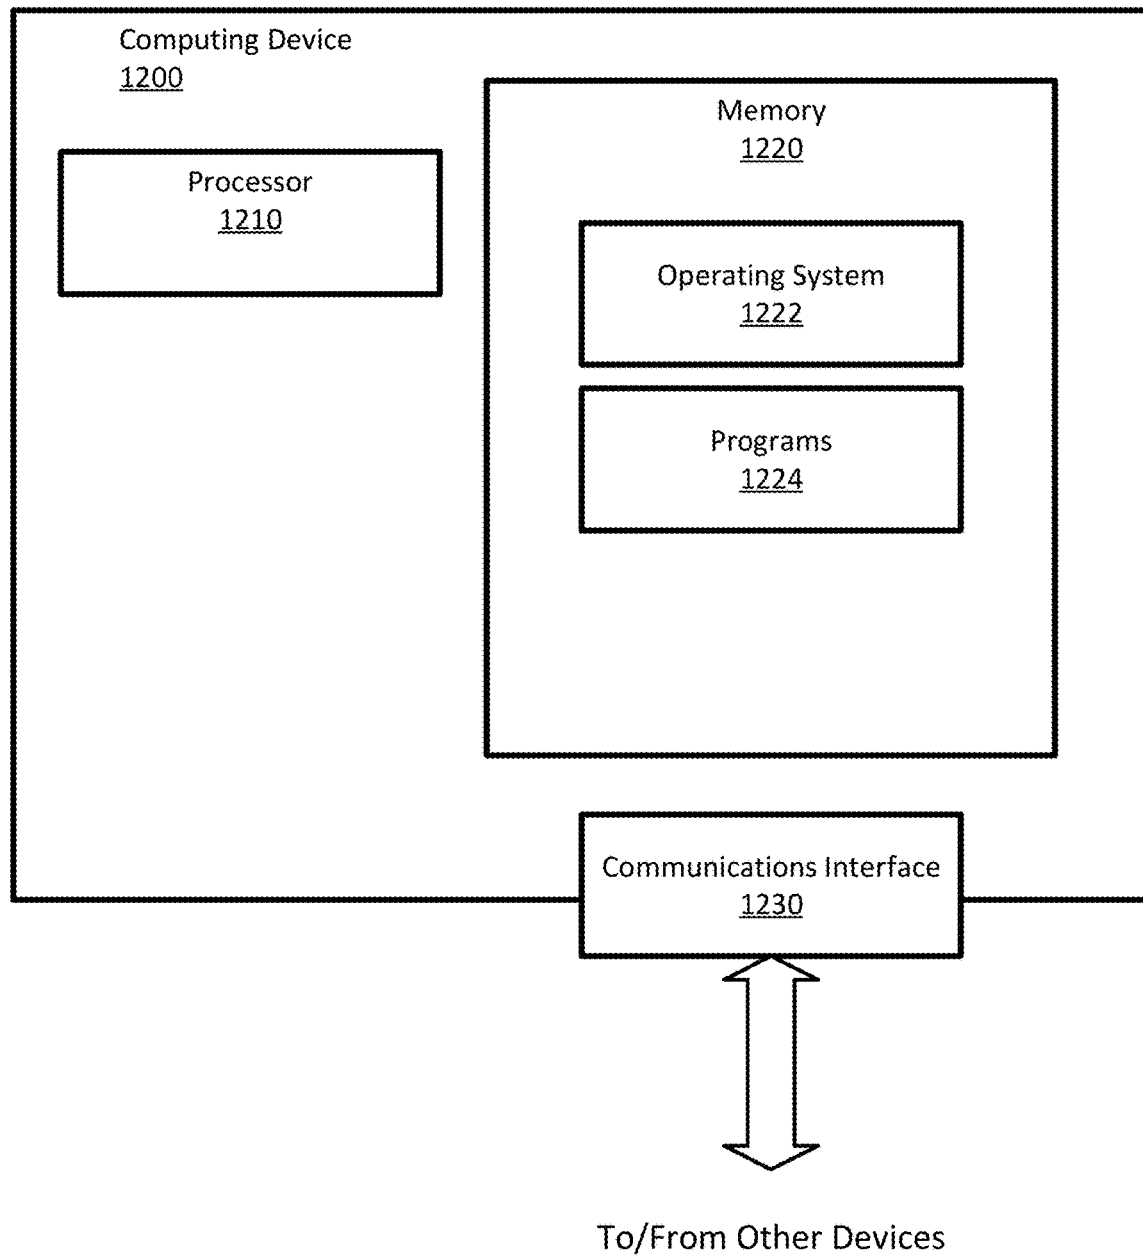 Computing Device
1200
Processor
1210
Memory
1220
Operating System
1222
Programs
1224
Communications Interface
1230
To/From Other Devices